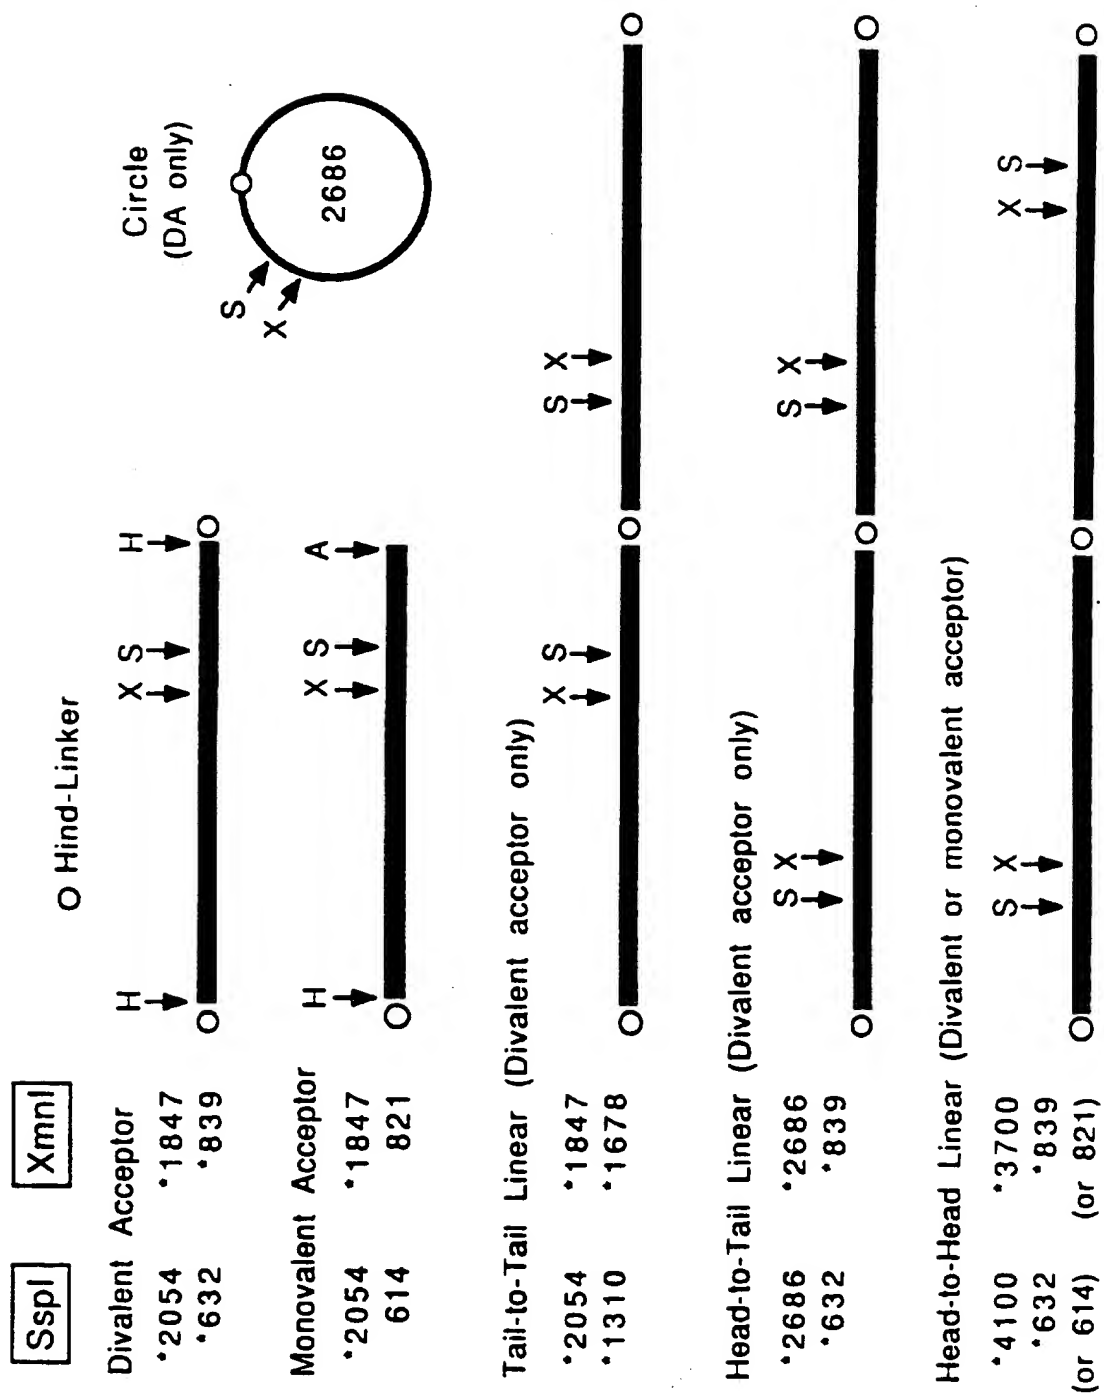 SspI XmnI
O Hind-Linker
Circle
(DA only)
S
X
2686
Divalent Acceptor
*2054 *1847
*632 *839
H X S H
Monovalent Acceptor
*2054 *1847
614 821
H X S A
Tail-to-Tail Linear (Divalent acceptor only)
*2054 *1847
*1310 *1678
X S S X
Head-to-Tail Linear (Divalent acceptor only)
*2686 *2686
*632 *839
S X S X
Head-to-Head Linear (Divalent or monovalent acceptor)
*4100 *3700
*632 *839
(or 614) (or 821)
S X X S